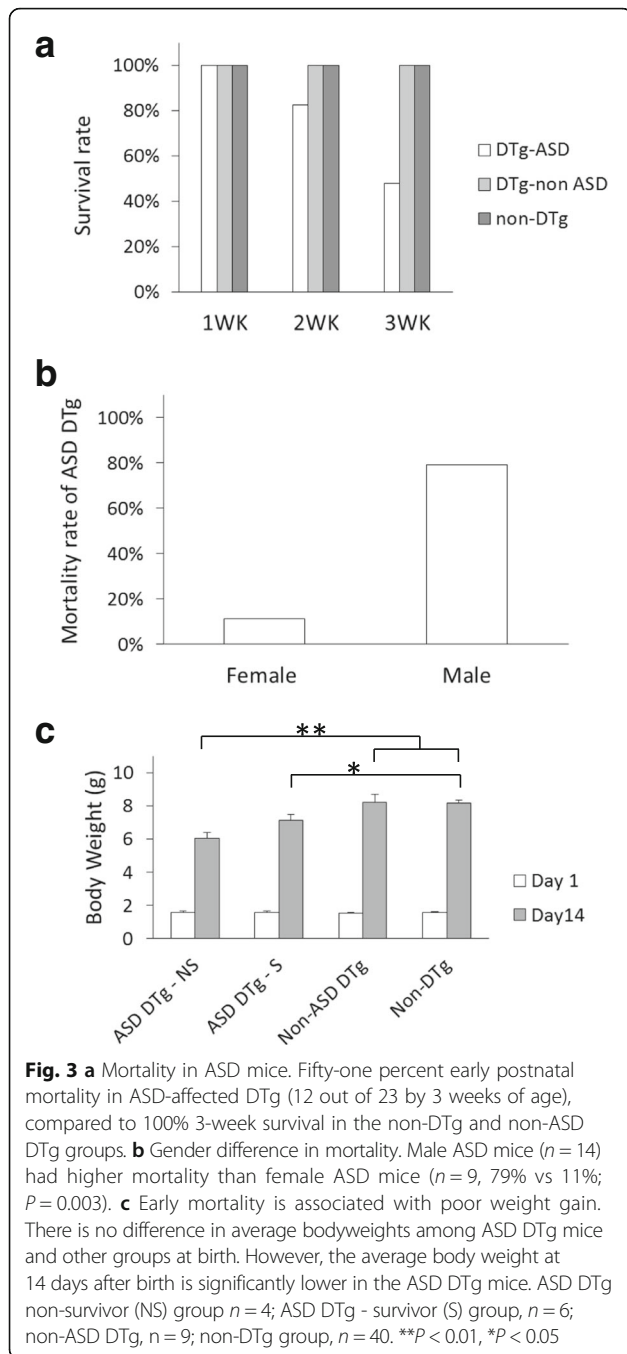 a
100%
80%
60%
40%
20%
0%
Survival rate
1WK 2WK 3WK
DTg-ASD
DTg-non ASD
non-DTg
b
100%
80%
60%
40%
20%
0%
Mortality rate of ASD DTg
Female Male
c
**
*
10
8
6
4
2
0
Body Weight (g)
Day 1
Day14
ASD DTg - NS
ASD DTg - S
Non-ASD DTg
Non-DTg
Fig. 3 a Mortality in ASD mice. Fifty-one percent early postnatal
mortality in ASD-affected DTg (12 out of 23 by 3 weeks of age),
compared to 100% 3-week survival in the non-DTg and non-ASD
DTg groups. b Gender difference in mortality. Male ASD mice (n = 14)
had higher mortality than female ASD mice (n = 9, 79% vs 11%;
P = 0.003). c Early mortality is associated with poor weight gain.
There is no difference in average bodyweights among ASD DTg mice
and other groups at birth. However, the average body weight at
14 days after birth is significantly lower in the ASD DTg mice. ASD DTg
non-survivor (NS) group n = 4; ASD DTg - survivor (S) group, n = 6;
non-ASD DTg, n = 9; non-DTg group, n = 40. **P < 0.01, *P < 0.05